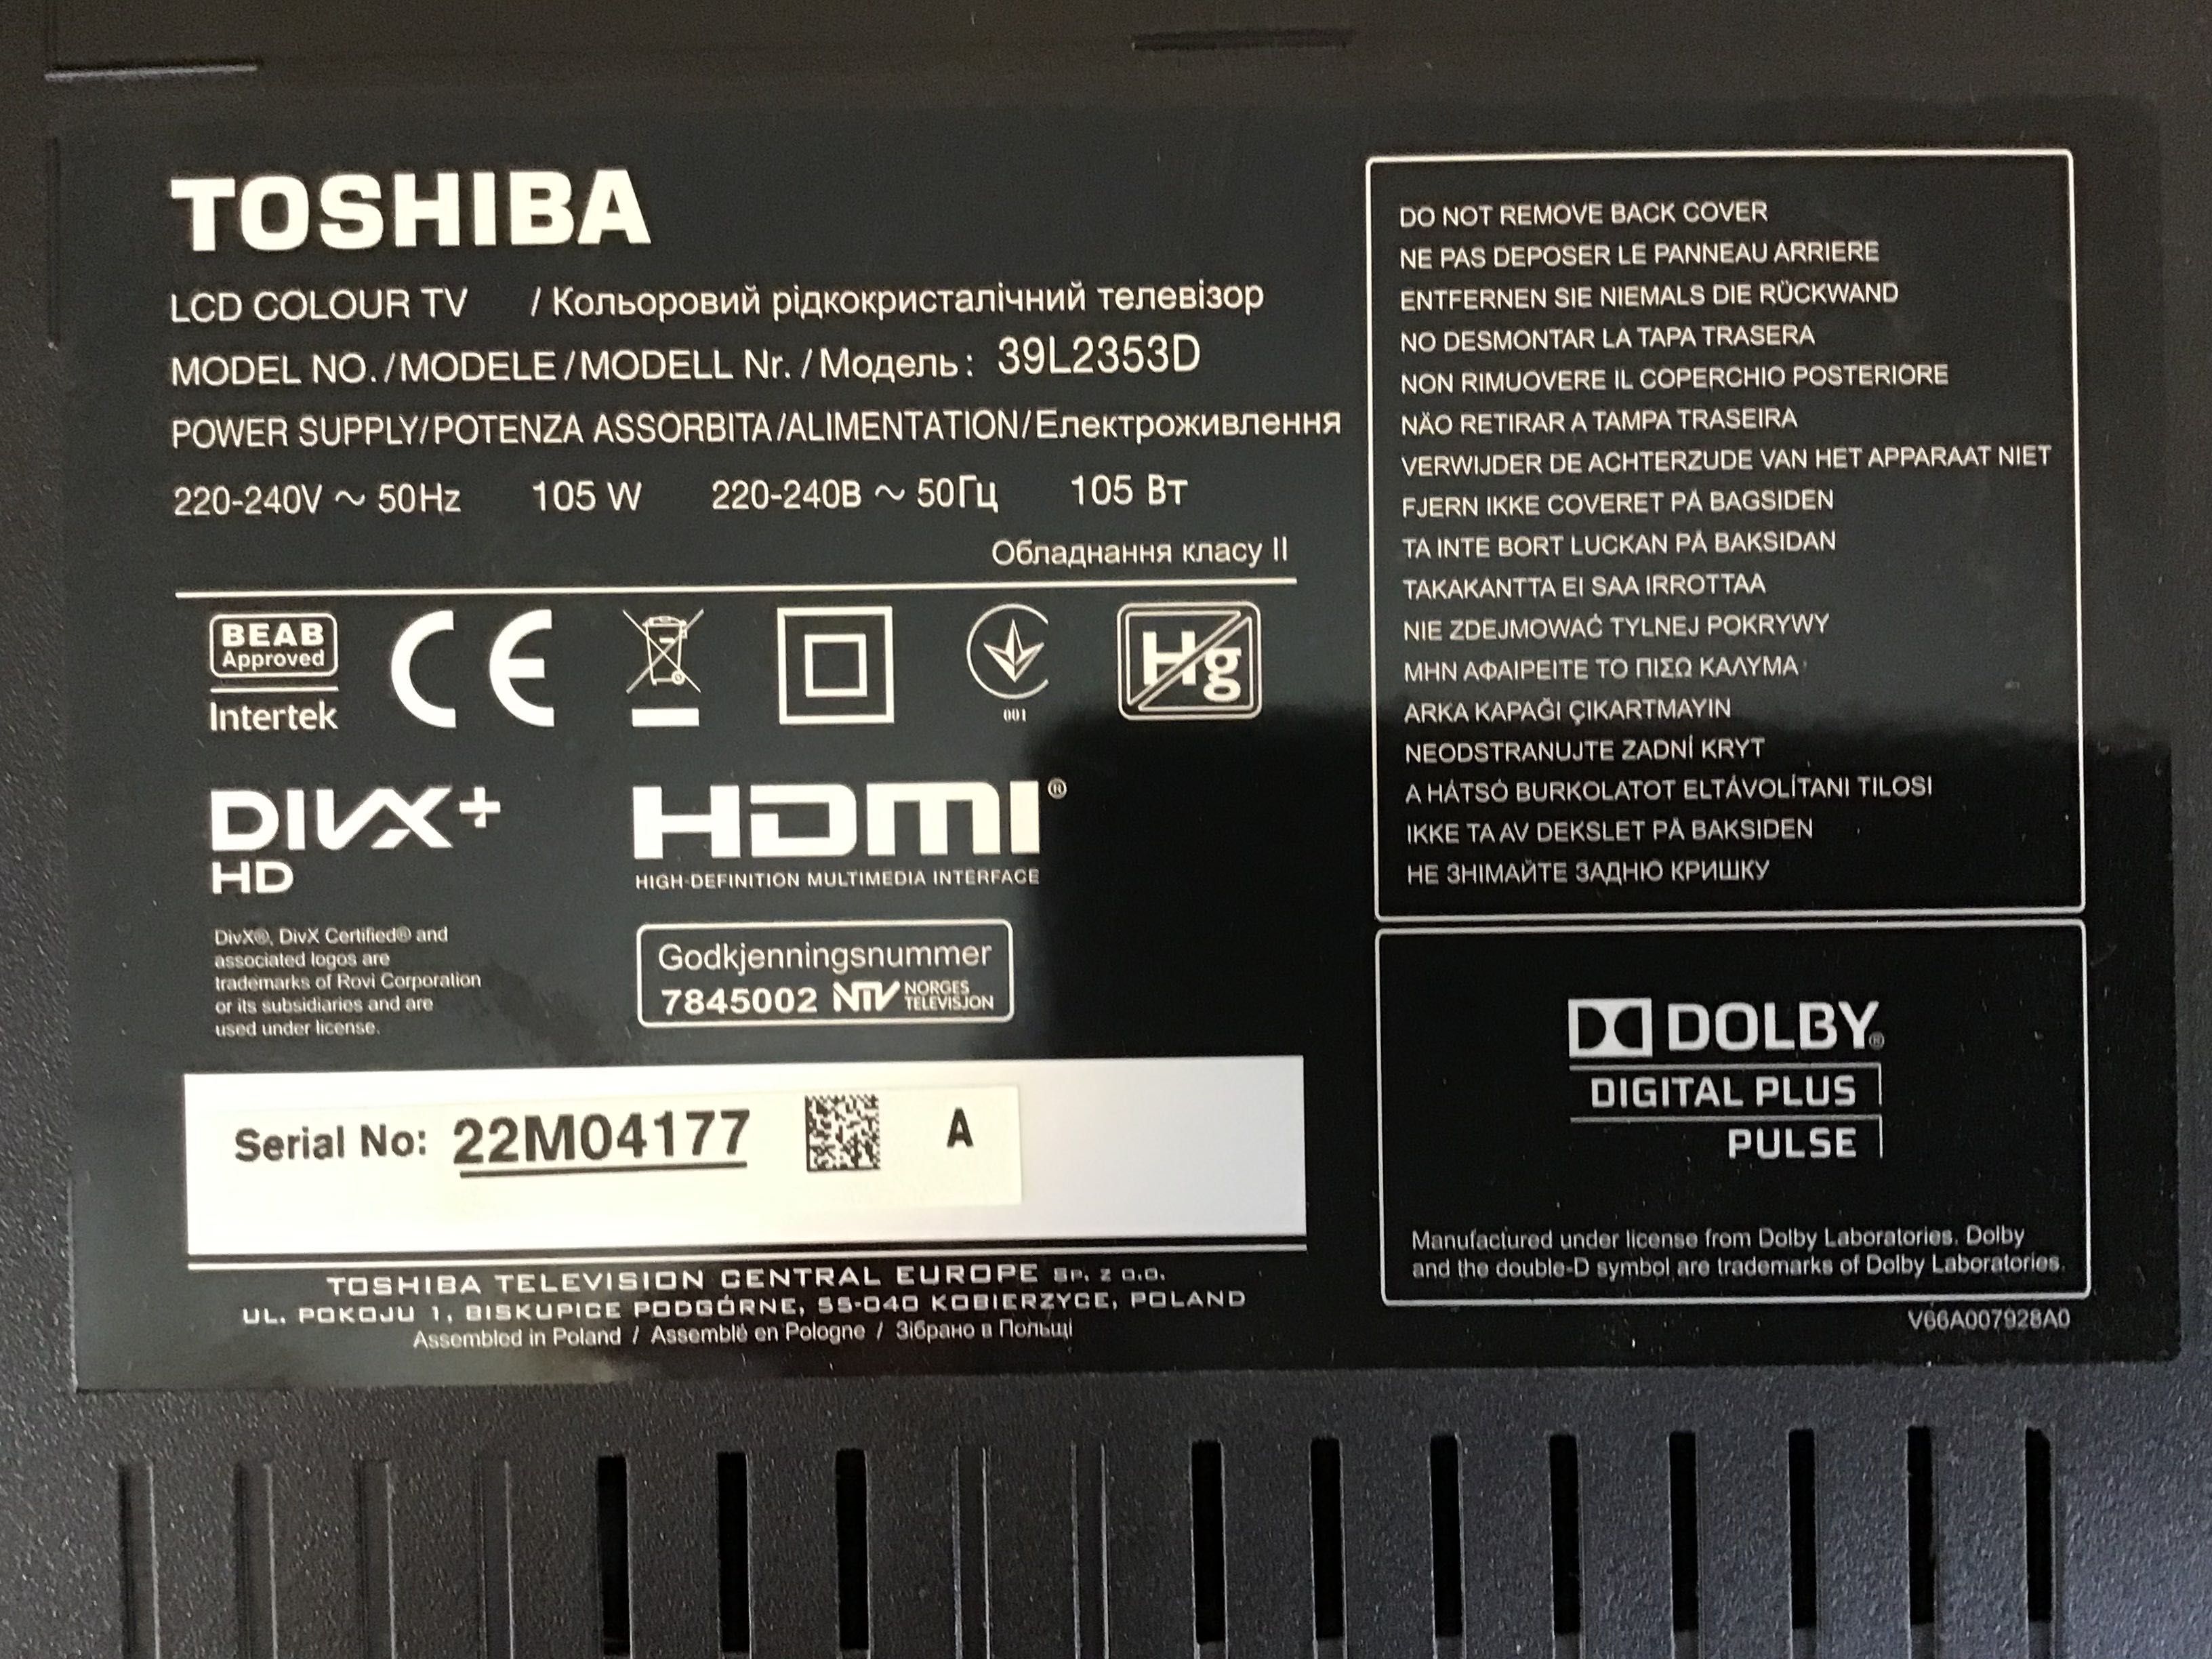 TOSHIBA
LCD COLOUR TV / Кольоровий рідкокристалічний телевізор
MODEL NO./MODELE/MODELL Nr. / Модель: 39L2353D
POWER SUPPLY/POTENZA ASSORBITA/ALIMENTATION/Електроживлення
220-240V ~ 50Hz 105 W 220-240В ~ 50Гц 105 Вт
Обладнання класу II
BEAB
Approved
Intertek
CE
001
Hg
DIVX+
HD
HDMI®
HIGH-DEFINITION MULTIMEDIA INTERFACE
DivX®, DivX Certified® and
associated logos are
trademarks of Rovi Corporation
or its subsidiaries and are
used under license.
Godkjenningsnummer
7845002 NTV NORGES
TELEVISJON
Serial No: 22M04177 A
TOSHIBA TELEVISION CENTRAL EUROPE Sp. z o.o.
UL. POKOJU 1, BISKUPICE PODGÓRNE, 55-040 KOBIERZYCE, POLAND
Assembled in Poland / Assemblé en Pologne / Зібрано в Польщі
DO NOT REMOVE BACK COVER
NE PAS DEPOSER LE PANNEAU ARRIERE
ENTFERNEN SIE NIEMALS DIE RÜCKWAND
NO DESMONTAR LA TAPA TRASERA
NON RIMUOVERE IL COPERCHIO POSTERIORE
NÃO RETIRAR A TAMPA TRASEIRA
VERWIJDER DE ACHTERZUDE VAN HET APPARAAT NIET
FJERN IKKE COVERET PÅ BAGSIDEN
TA INTE BORT LUCKAN PÅ BAKSIDAN
TAKAKANTTA EI SAA IRROTTAA
NIE ZDEJMOWAĆ TYLNEJ POKRYWY
ΜΗΝ ΑΦΑΙΡΕΙΤΕ ΤΟ ΠΙΣΩ ΚΑΛΥΜΑ
ARKA KAPAĞI ÇIKARTMAYIN
NEODSTRANUJTE ZADNÍ KRYT
A HÁTSÓ BURKOLATOT ELTÁVOLÍTANI TILOSI
IKKE TA AV DEKSLET PÅ BAKSIDEN
НЕ ЗНІМАЙТЕ ЗАДНЮ КРИШКУ
DOLBY®
DIGITAL PLUS
PULSE
Manufactured under license from Dolby Laboratories. Dolby
and the double-D symbol are trademarks of Dolby Laboratories.
V66A007928A0